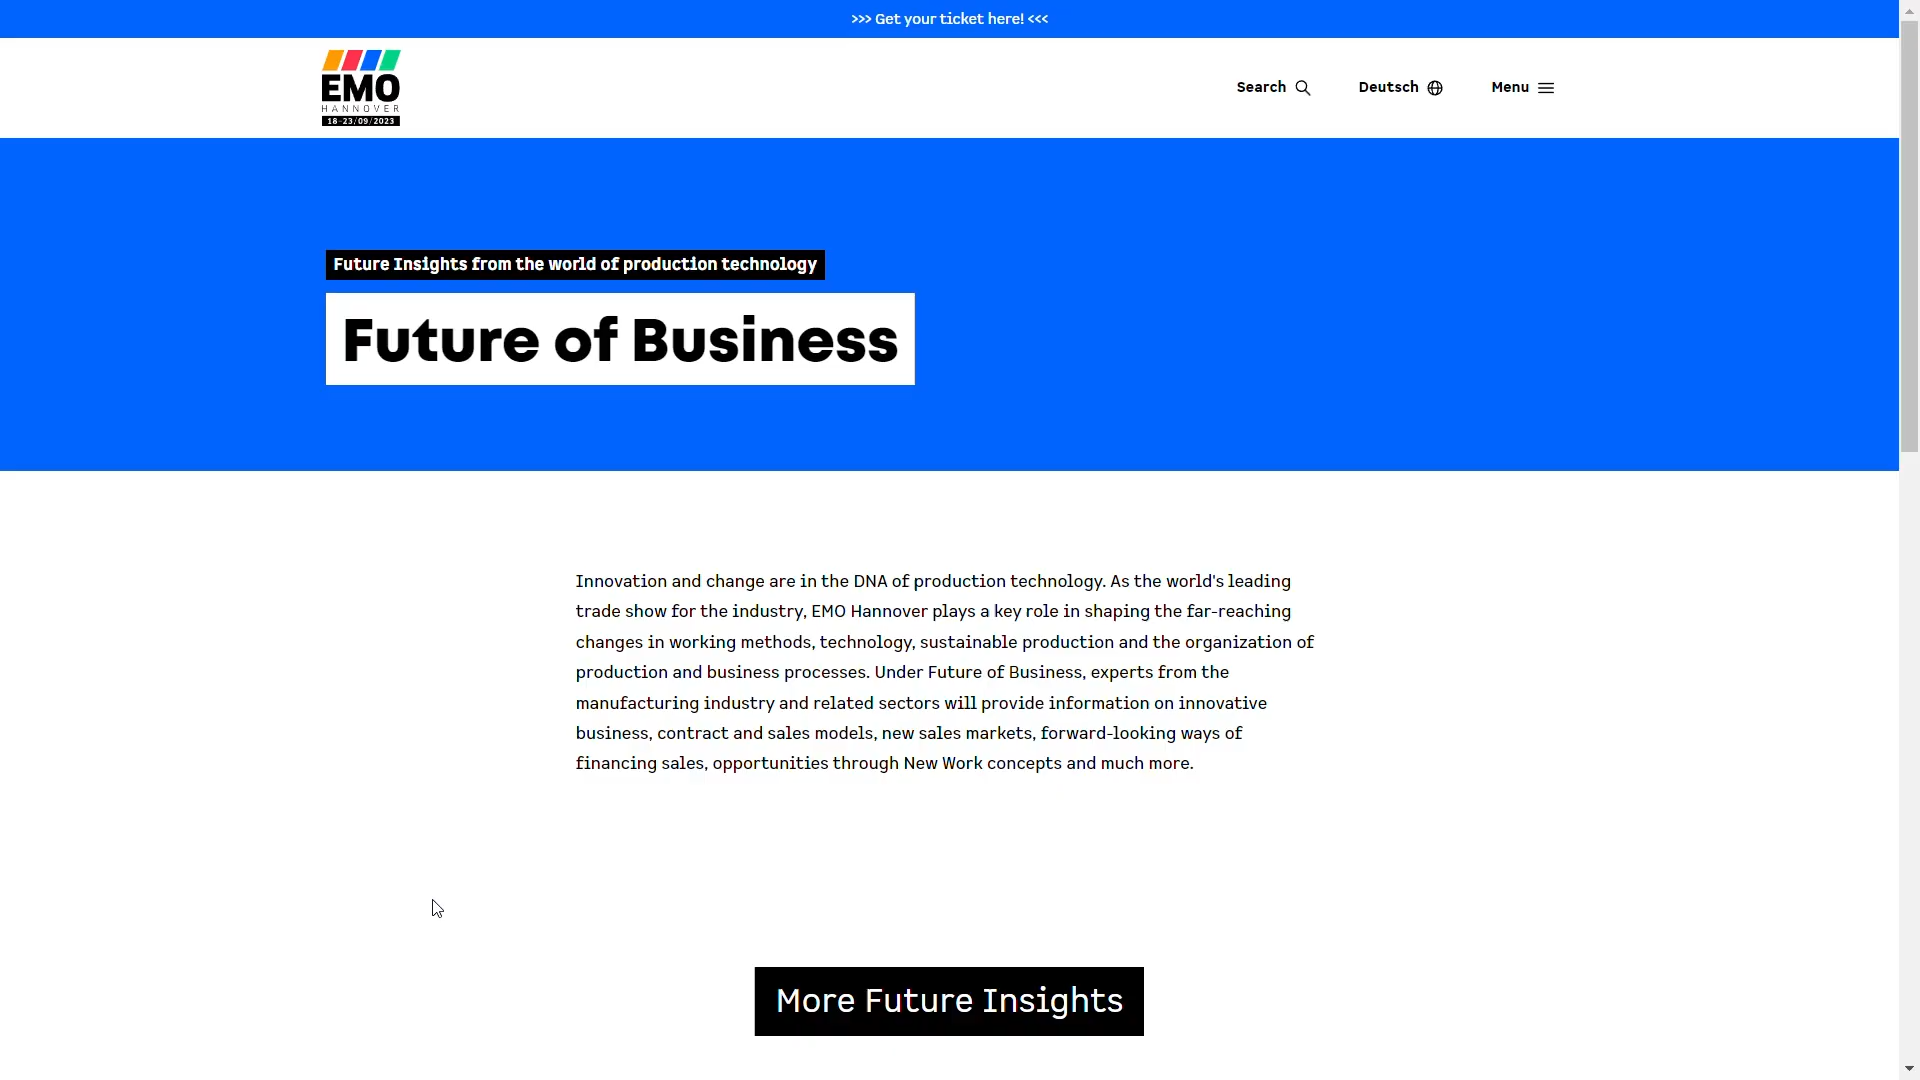 >>> Get your ticket here! <<<
EMO
HANNOVER
18-23/09/2023
Search
Deutsch
Menu
Future Insights from the world of production technology
Future of Business
Innovation and change are in the DNA of production technology. As the world's leading
trade show for the industry, EMO Hannover plays a key role in shaping the far-reaching
changes in working methods, technology, sustainable production and the organization of
production and business processes. Under Future of Business, experts from the
manufacturing industry and related sectors will provide information on innovative
business, contract and sales models, new sales markets, forward-looking ways of
financing sales, opportunities through New Work concepts and much more.
More Future Insights